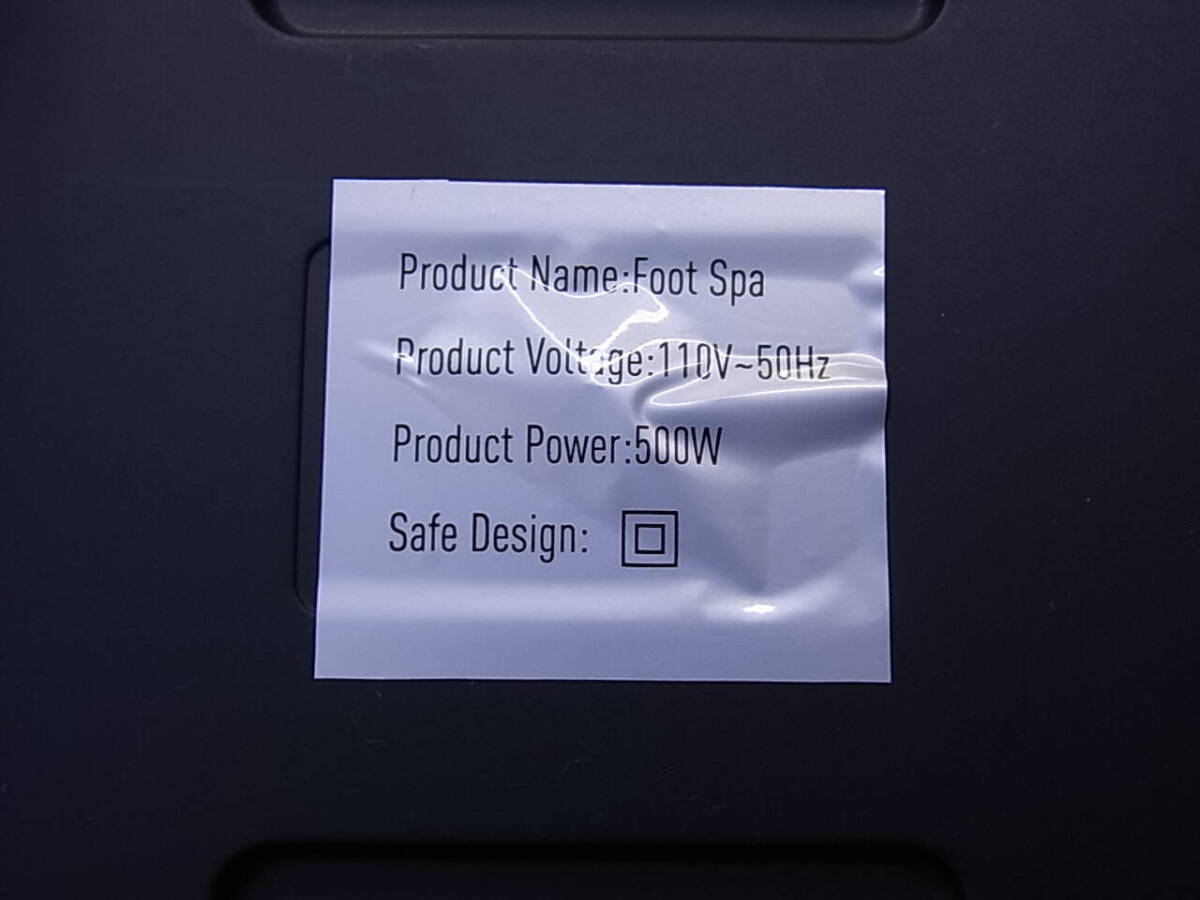 Product Name:Foot Spa
Product Voltage:110V~50Hz
Product Power:500W
Safe Design: